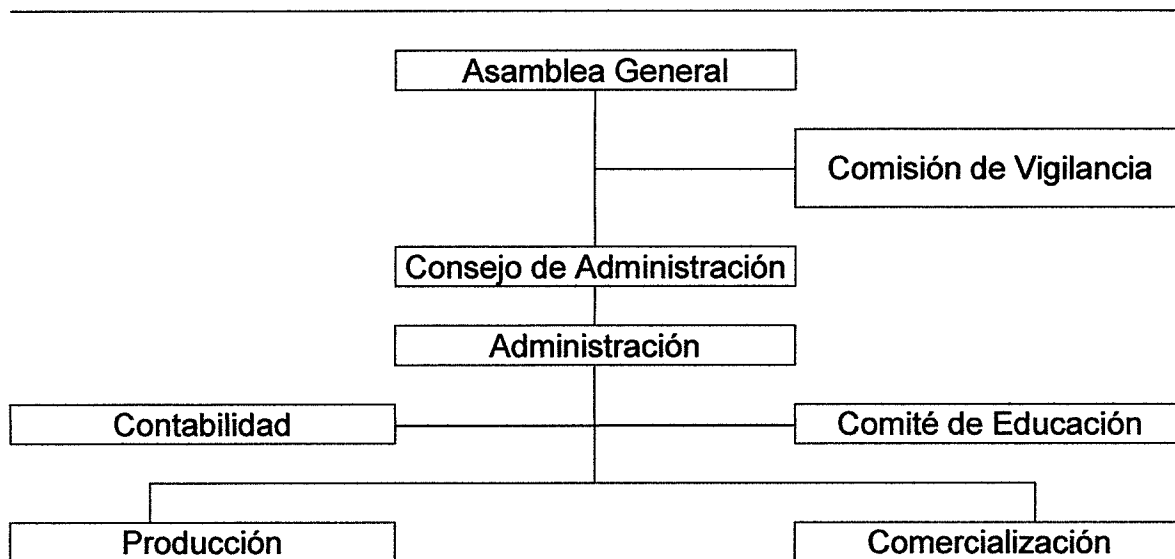 Asamblea General
Comisión de Vigilancia
Consejo de Administración
Administración
Contabilidad
Comité de Educación
Producción
Comercialización